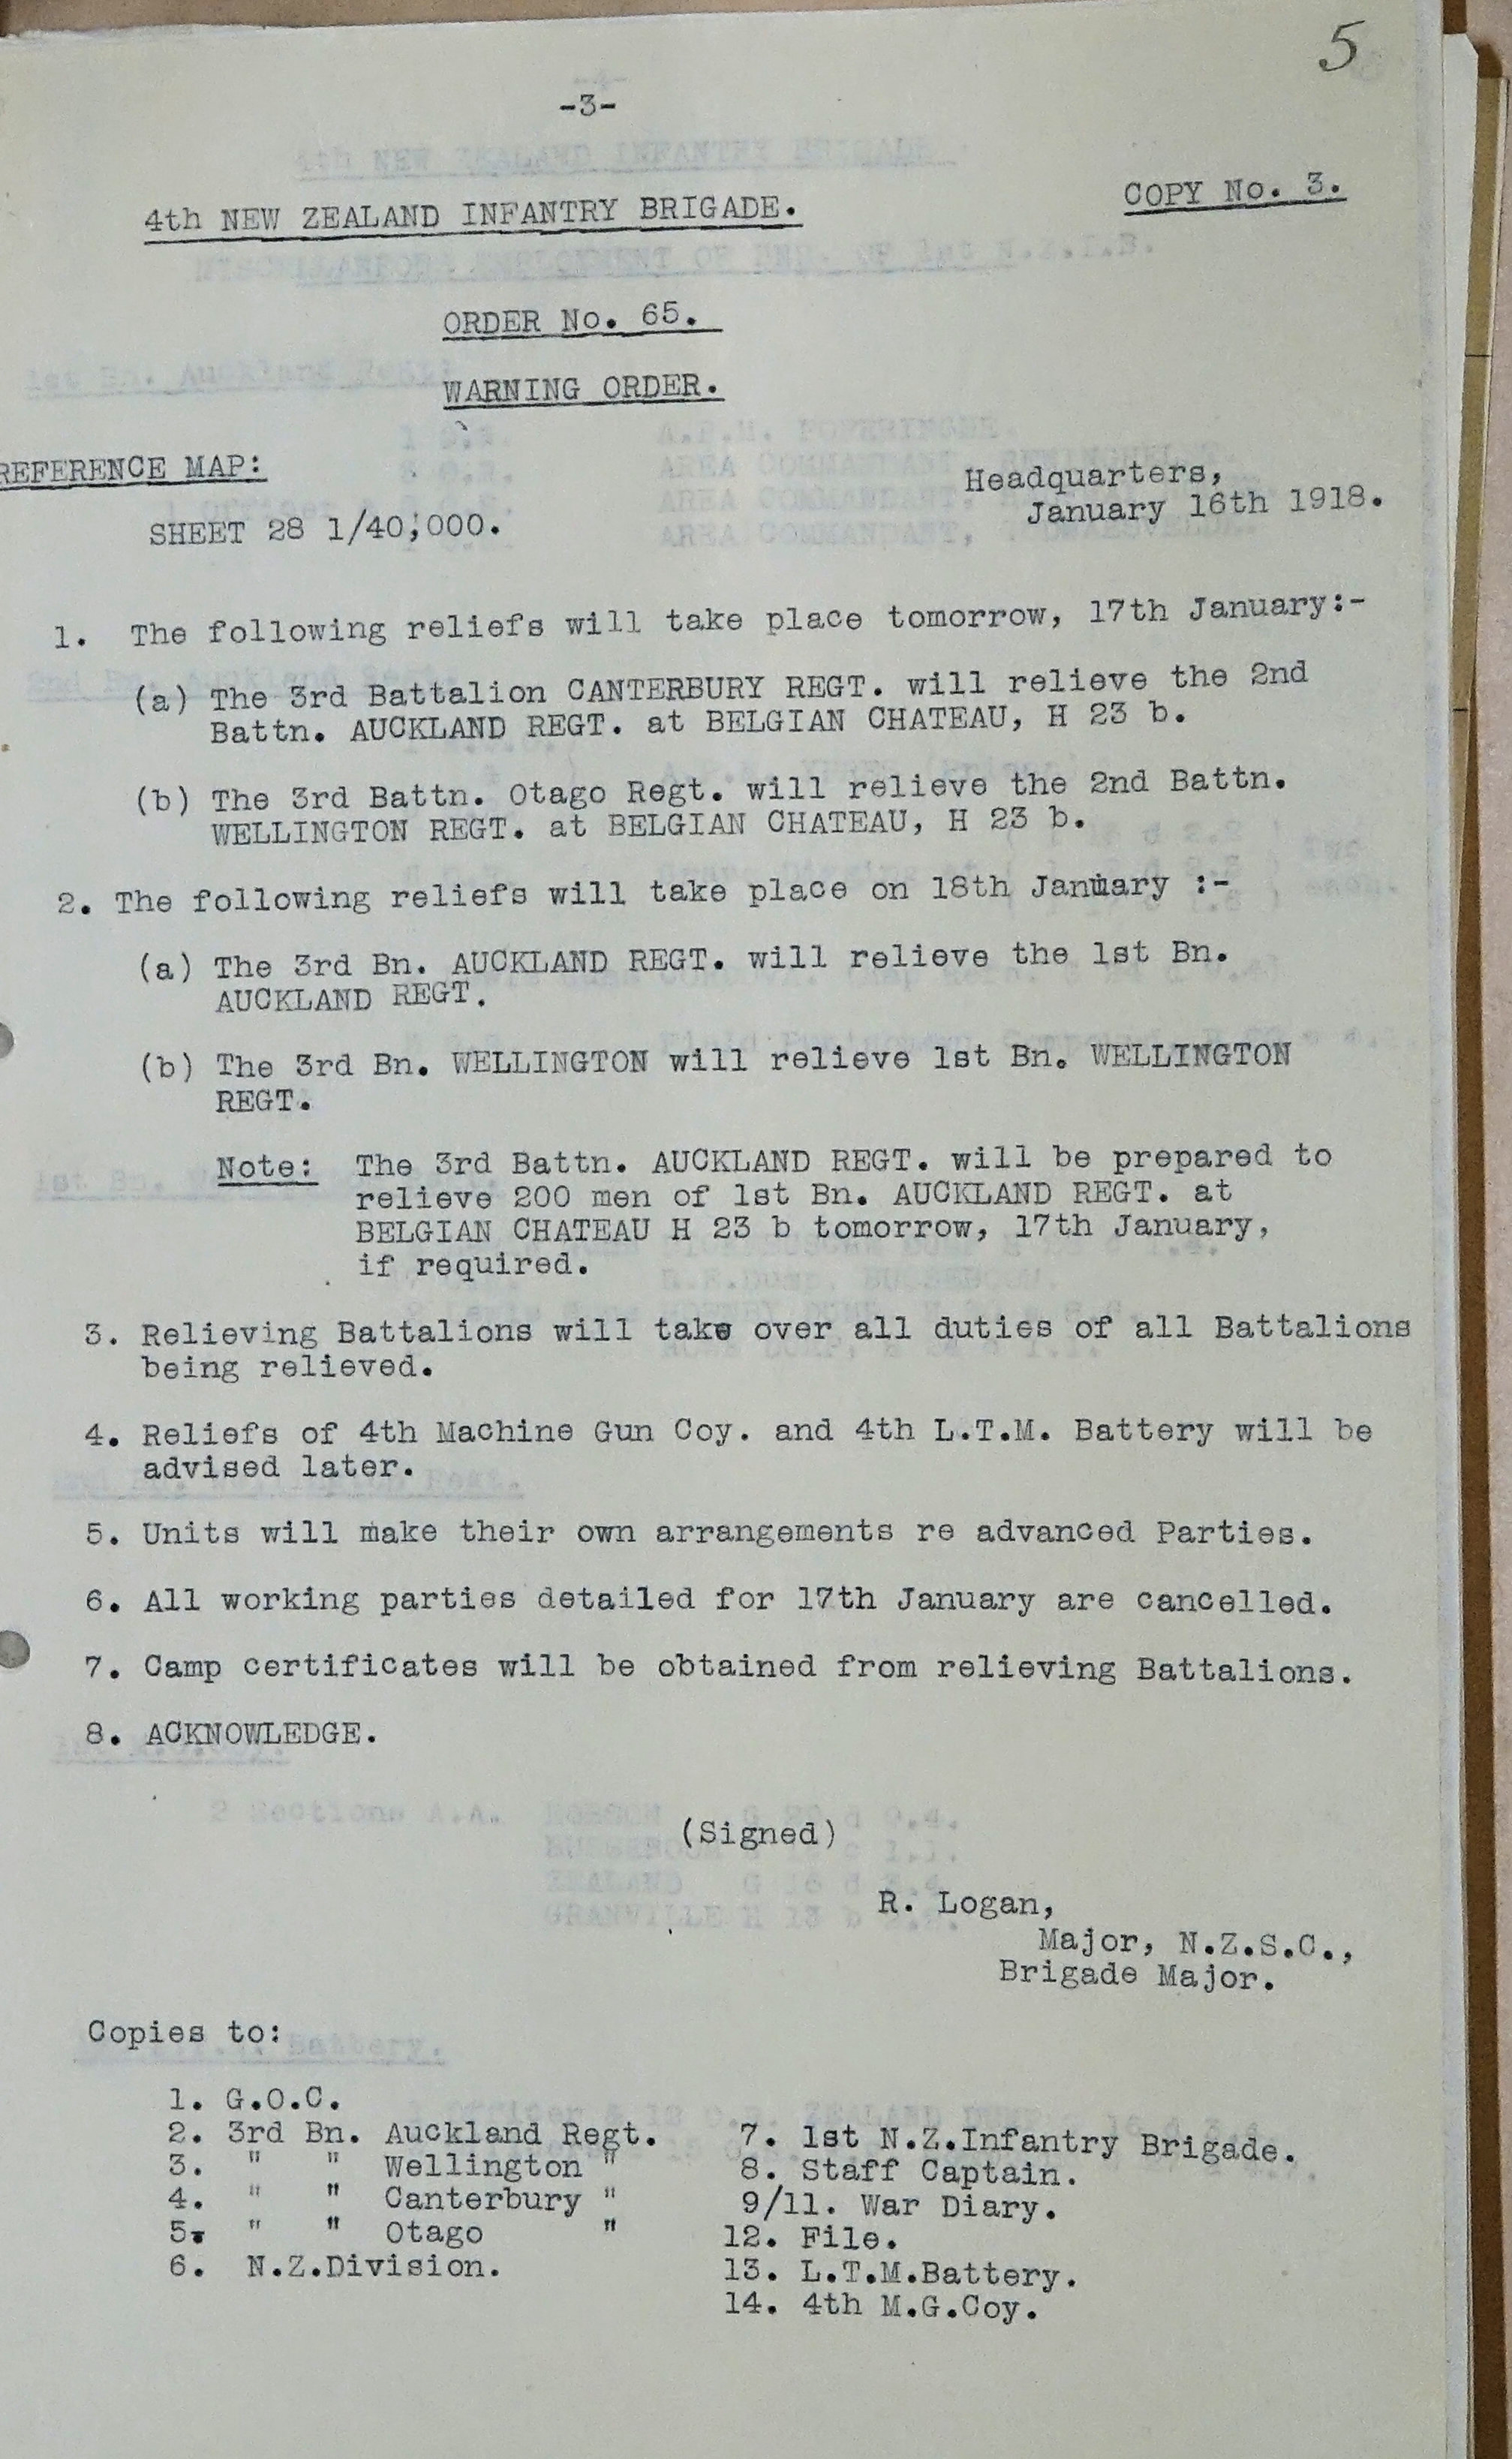 5
-3-
4th NEW ZEALAND INFANTRY BRIGADE.
COPY No. 3.
ORDER No. 65.
WARNING ORDER.
REFERENCE MAP:
SHEET 28 1/40,000.
Headquarters,
January 16th 1918.
1. The following reliefs will take place tomorrow, 17th January:-
(a) The 3rd Battalion CANTERBURY REGT. will relieve the 2nd
Battn. AUCKLAND REGT. at BELGIAN CHATEAU, H 23 b.
(b) The 3rd Battn. Otago Regt. will relieve the 2nd Battn.
WELLINGTON REGT. at BELGIAN CHATEAU, H 23 b.
2. The following reliefs will take place on 18th January :-
(a) The 3rd Bn. AUCKLAND REGT. will relieve the 1st Bn.
AUCKLAND REGT.
(b) The 3rd Bn. WELLINGTON will relieve 1st Bn. WELLINGTON
REGT.
Note: The 3rd Battn. AUCKLAND REGT. will be prepared to
relieve 200 men of 1st Bn. AUCKLAND REGT. at
BELGIAN CHATEAU H 23 b tomorrow, 17th January,
if required.
3. Relieving Battalions will take over all duties of all Battalions
being relieved.
4. Reliefs of 4th Machine Gun Coy. and 4th L.T.M. Battery will be
advised later.
5. Units will make their own arrangements re advanced Parties.
6. All working parties detailed for 17th January are cancelled.
7. Camp certificates will be obtained from relieving Battalions.
8. ACKNOWLEDGE.
(Signed)
R. Logan,
Major, N.Z.S.C.,
Brigade Major.
Copies to:
1. G.O.C.
2. 3rd Bn. Auckland Regt.
3. " " Wellington "
4. " " Canterbury "
5. " " Otago "
6. N.Z.Division.
7. 1st N.Z.Infantry Brigade.
8. Staff Captain.
9/11. War Diary.
12. File.
13. L.T.M.Battery.
14. 4th M.G.Coy.